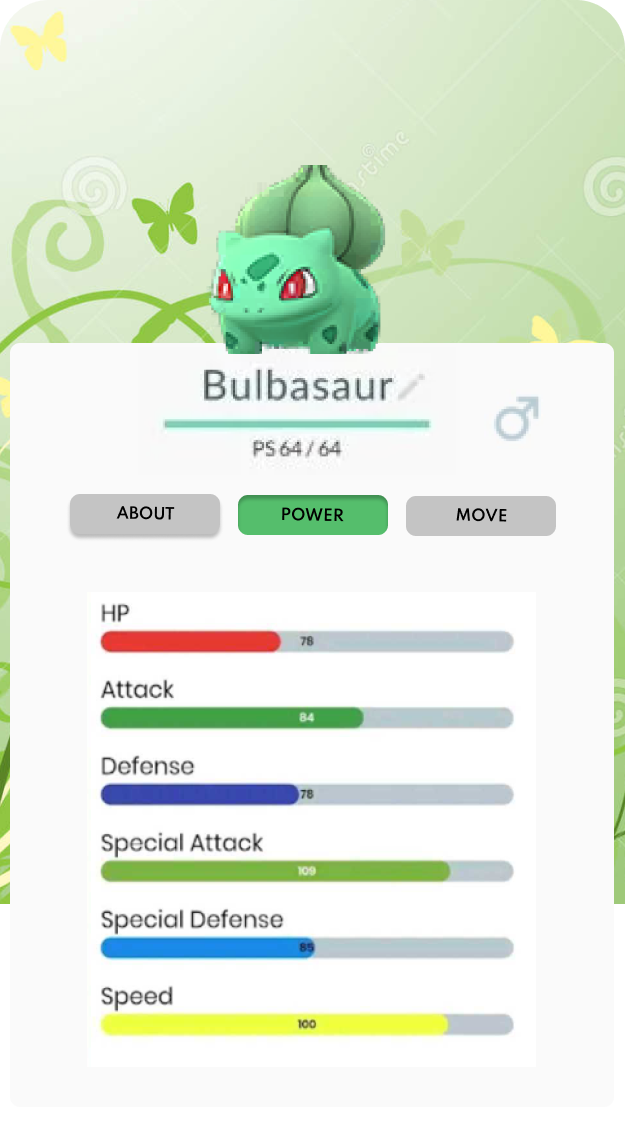 Bulbasaur
PS 64 / 64
ABOUT
POWER
MOVE
HP
78
Attack
84
Defense
78
Special Attack
109
Special Defense
85
Speed
100